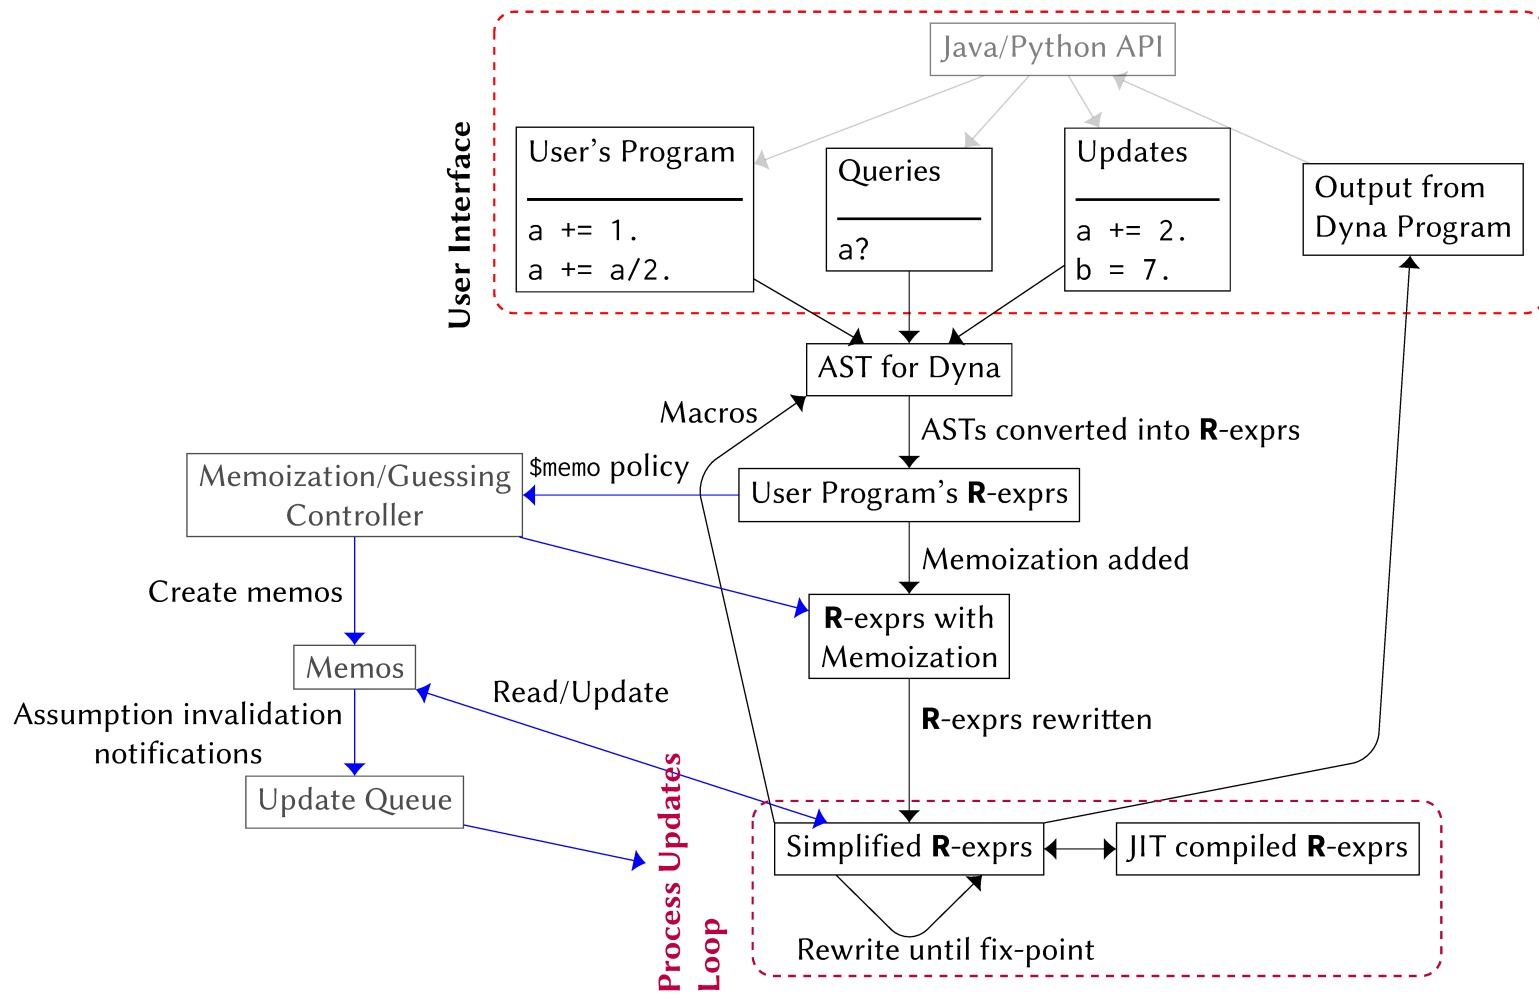 Java/Python API
User Interface
User's Program
a += 1.
a += a/2.
Queries
a?
Updates
a += 2.
b = 7.
Output from
Dyna Program
AST for Dyna
Macros
ASTs converted into R-exprs
Memoization/Guessing
Controller
$memo policy
User Program's R-exprs
Memoization added
Create memos
R-exprs with
Memoization
Memos
Read/Update
Assumption invalidation
notifications
R-exprs rewritten
Update Queue
Process Updates
Loop
Simplified R-exprs
JIT compiled R-exprs
Rewrite until fix-point